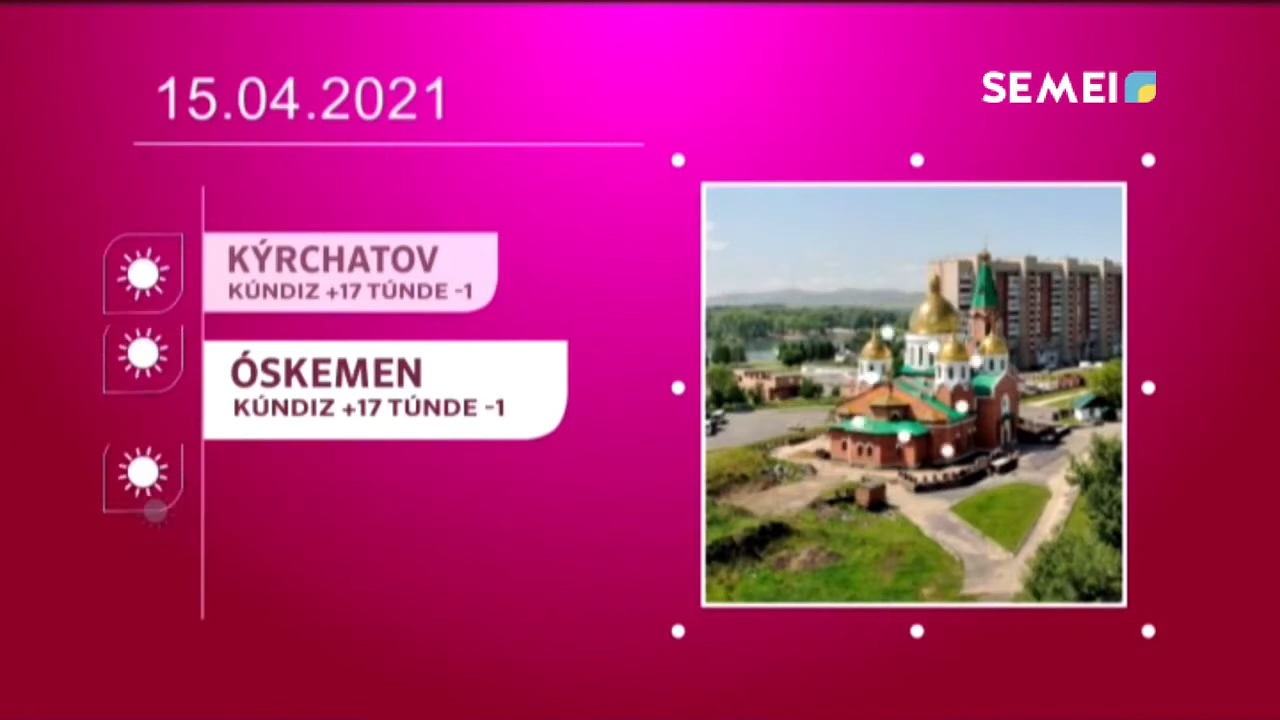 15.04.2021
SEMEI
KÝRCHATOV
KÚNDIZ +17 TÚNDE -1
ÓSKEMEN
KÚNDIZ +17 TÚNDE -1